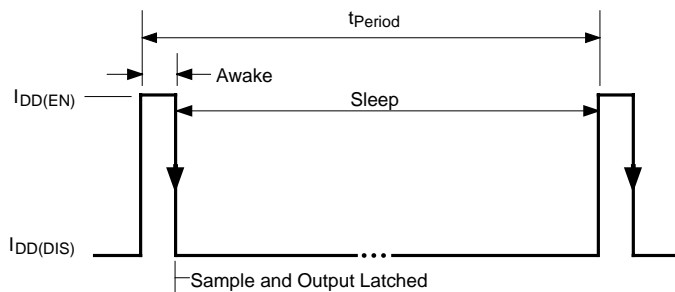 tPeriod
Awake
IDD(EN)
Sleep
IDD(DIS)
Sample and Output Latched